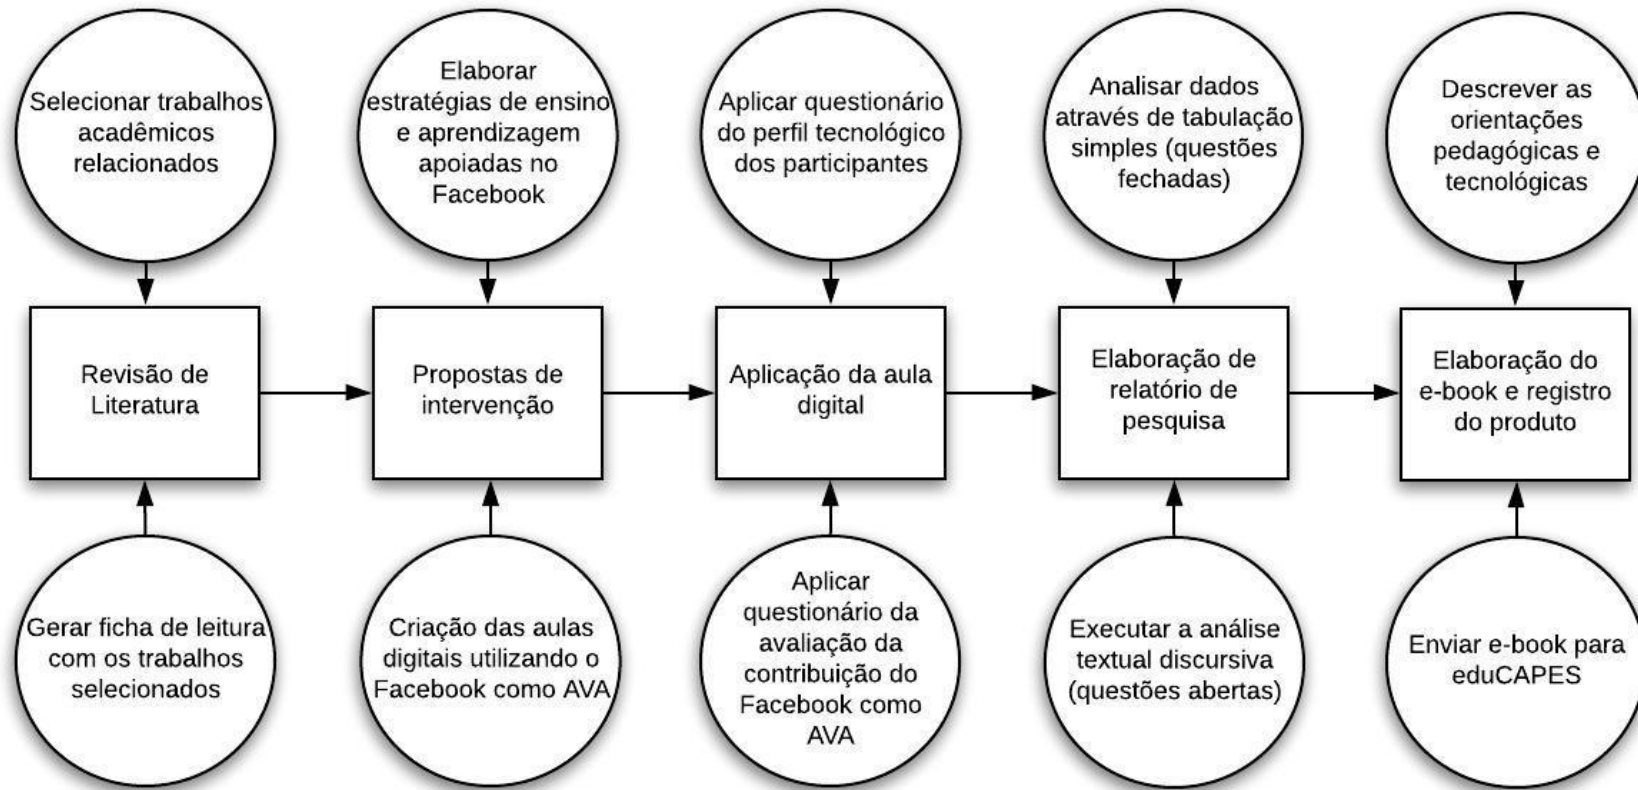 Selecionar trabalhos
acadêmicos
relacionados
Elaborar
estratégias de ensino
e aprendizagem
apoiadas no
Facebook
Aplicar questionário
do perfil tecnológico
dos participantes
Analisar dados
através de tabulação
simples (questões
fechadas)
Descrever as
orientações
pedagógicas e
tecnológicas
Revisão de
Literatura
Propostas de
intervenção
Aplicação da aula
digital
Elaboração de
relatório de
pesquisa
Elaboração do
e-book e registro
do produto
Gerar ficha de leitura
com os trabalhos
selecionados
Criação das aulas
digitais utilizando o
Facebook como AVA
Aplicar
questionário da
avaliação da
contribuição do
Facebook como
AVA
Executar a análise
textual discursiva
(questões abertas)
Enviar e-book para
eduCAPES